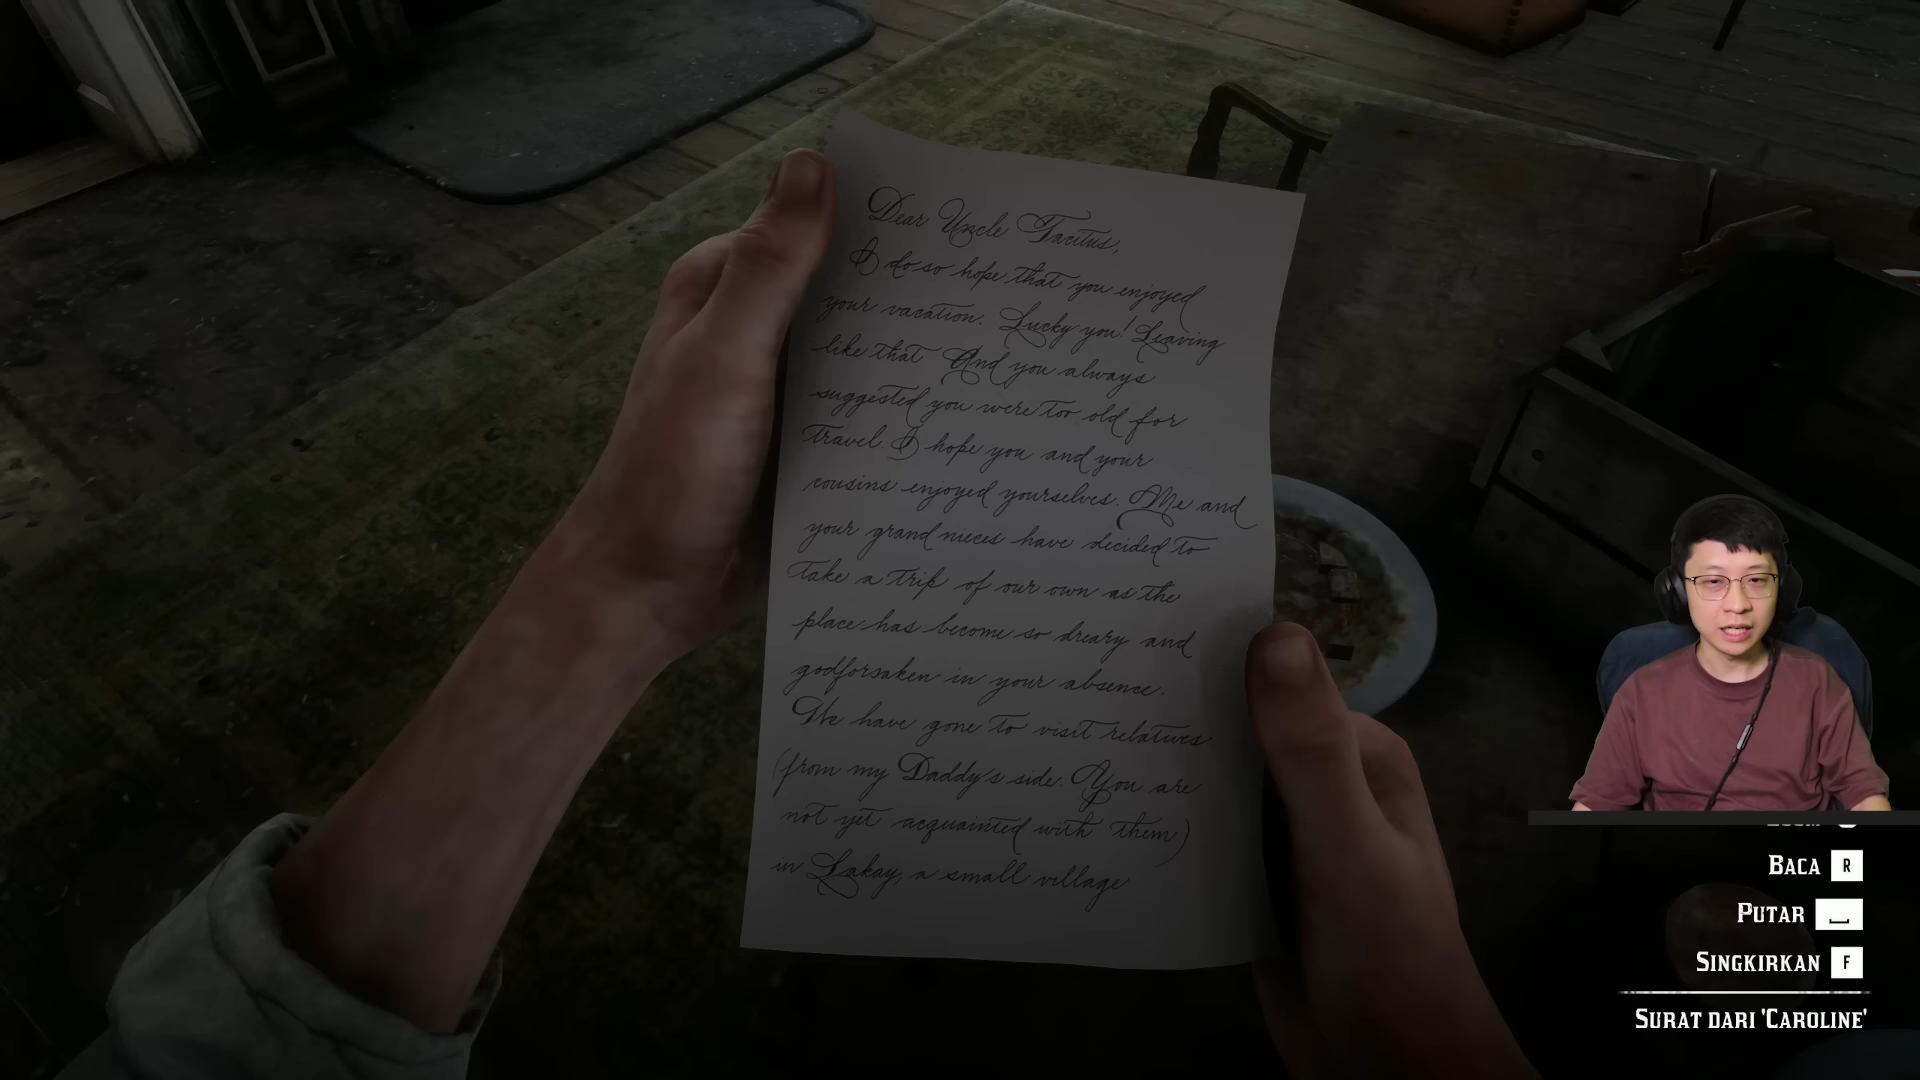 Dear Uncle Tacitus,
I do so hope that you enjoyed
your vacation. Lucky you! Leaving
like that And you always
suggested you were too old for
travel. I hope you and your
cousins enjoyed yourselves. Me and
your grand nieces have decided to
take a trip of our own as the
place has become so dreary and
godforsaken in your absence.
We have gone to visit relatives
(from my Daddy's side. You are
not yet acquainted with them)
in Lakay, a small village
BACA R
PUTAR
SINGKIRKAN F
SURAT DARI 'CAROLINE'